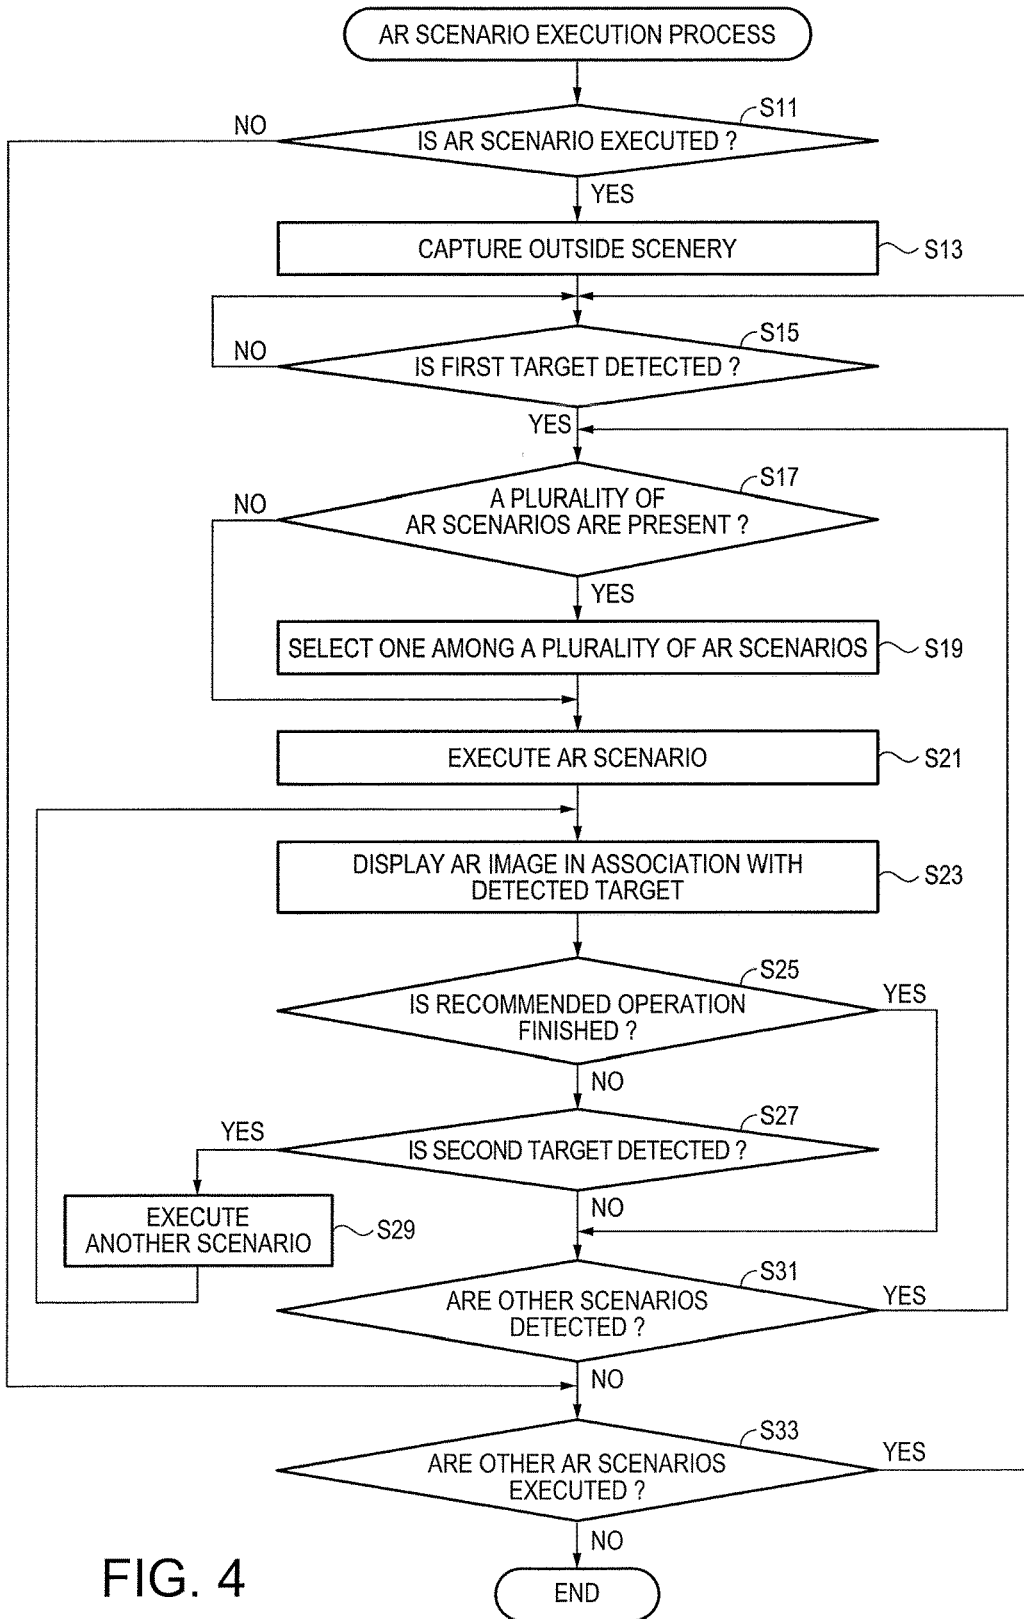 AR SCENARIO EXECUTION PROCESS
S11
NO
IS AR SCENARIO EXECUTED ?
YES
CAPTURE OUTSIDE SCENERY
S13
S15
NO
IS FIRST TARGET DETECTED ?
YES
S17
NO
A PLURALITY OF
AR SCENARIOS ARE PRESENT ?
YES
SELECT ONE AMONG A PLURALITY OF AR SCENARIOS
S19
EXECUTE AR SCENARIO
S21
DISPLAY AR IMAGE IN ASSOCIATION WITH
DETECTED TARGET
S23
S25
IS RECOMMENDED OPERATION
FINISHED ?
YES
NO
S27
YES
IS SECOND TARGET DETECTED ?
NO
EXECUTE
ANOTHER SCENARIO
S29
S31
ARE OTHER SCENARIOS
DETECTED ?
YES
NO
S33
ARE OTHER AR SCENARIOS
EXECUTED ?
YES
NO
END
FIG. 4